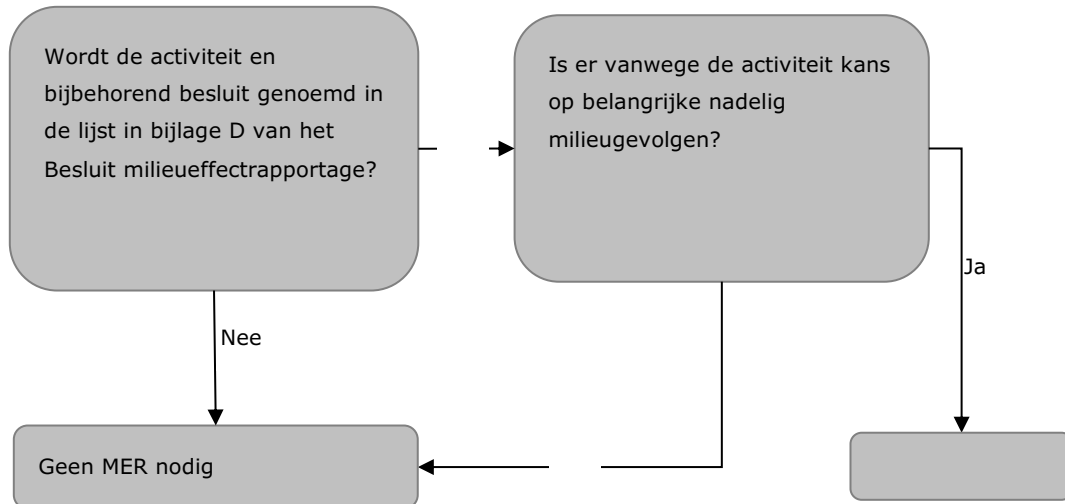 Wordt de activiteit en
bijbehorend besluit genoemd in
de lijst in bijlage D van het
Besluit milieueffectrapportage?
Is er vanwege de activiteit kans
op belangrijke nadelig
milieugevolgen?
Ja
Nee
Geen MER nodig